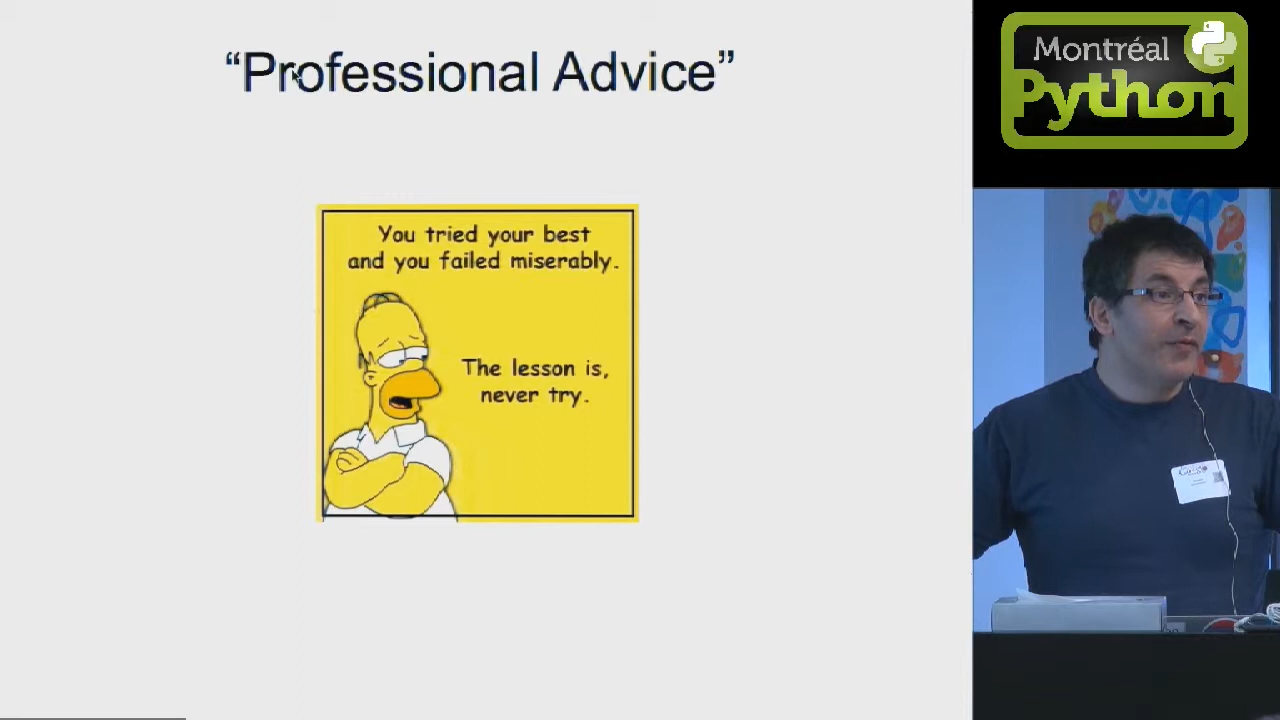 “Professional Advice”
You tried your best
and you failed miserably.
The lesson is,
never try.
Montréal
Python